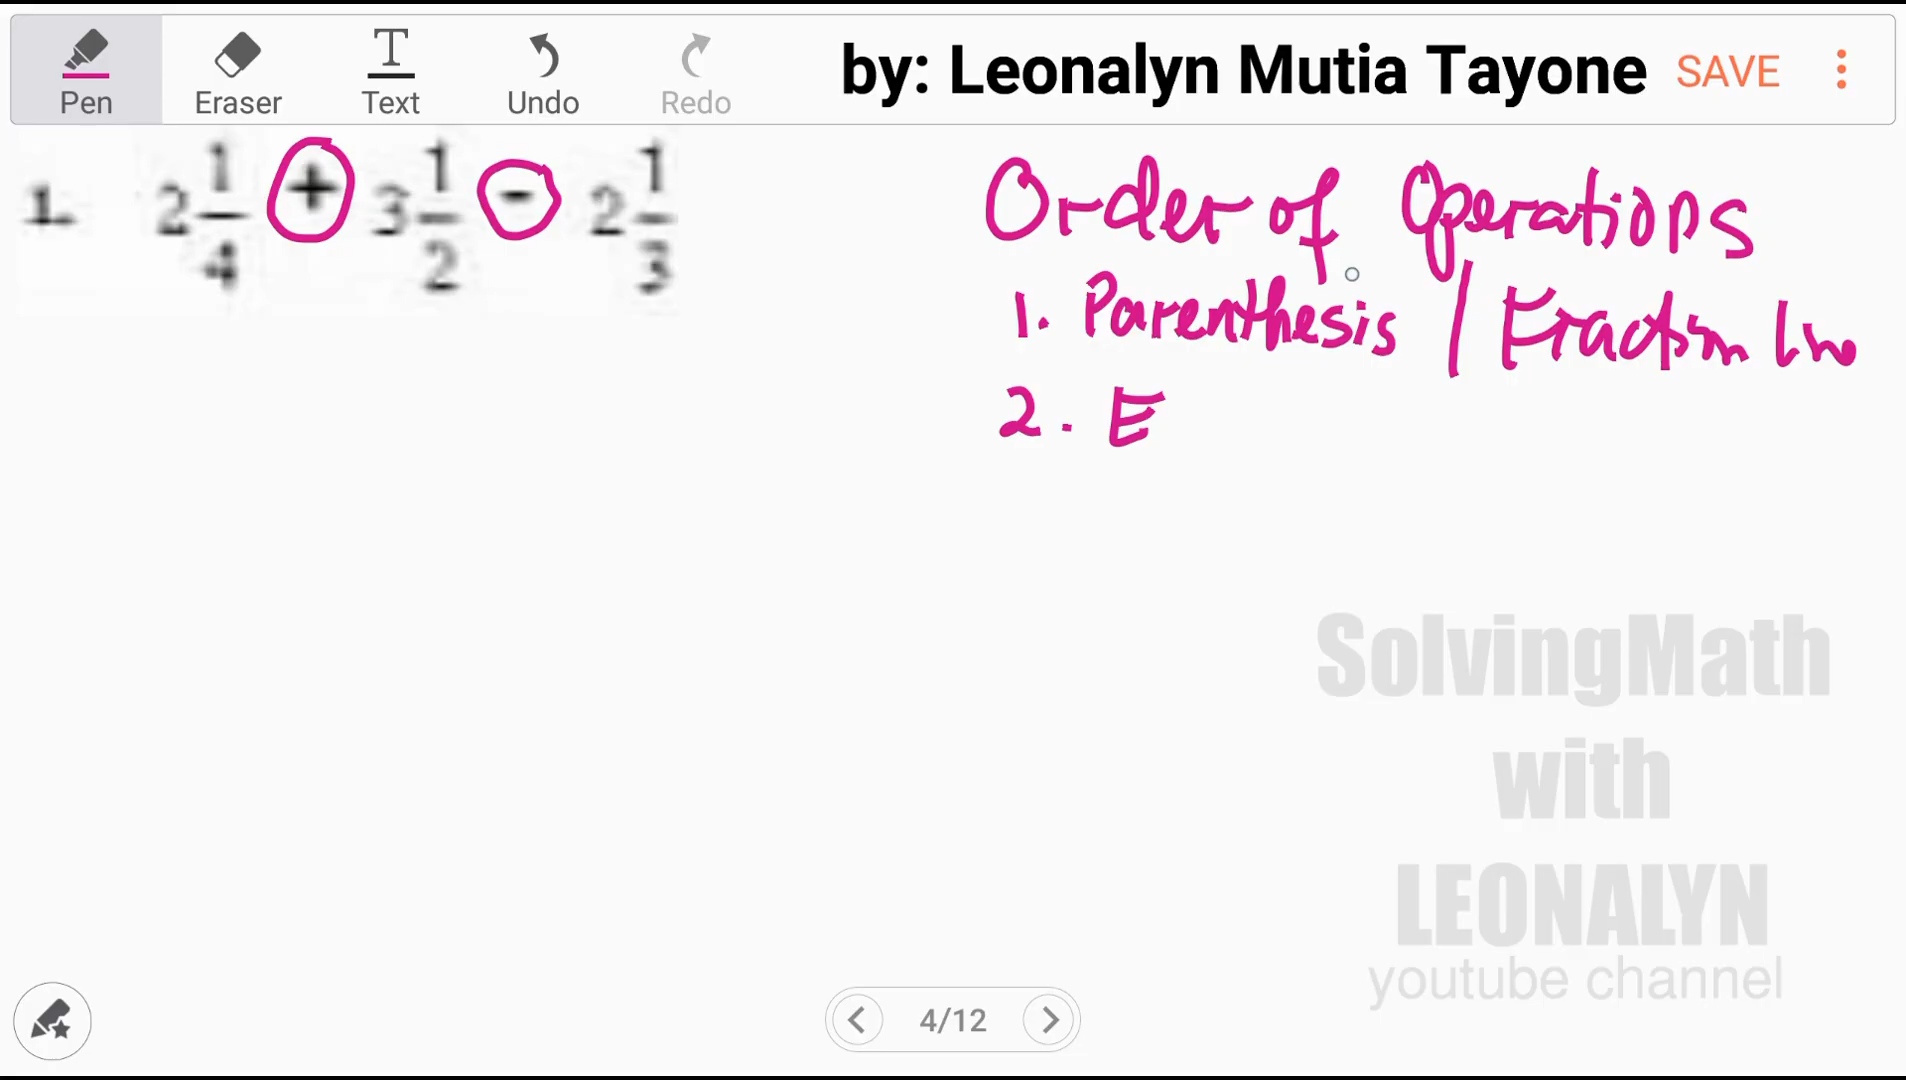 Pen Eraser Text Undo Redo by: Leonalyn Mutia Tayone SAVE
1. 2 1/4 + 3 1/2 - 2 1/3
Order of Operations
1. Parenthesis / Fraction Line
2. E
SolvingMath
with
LEONALYN
youtube channel
4/12